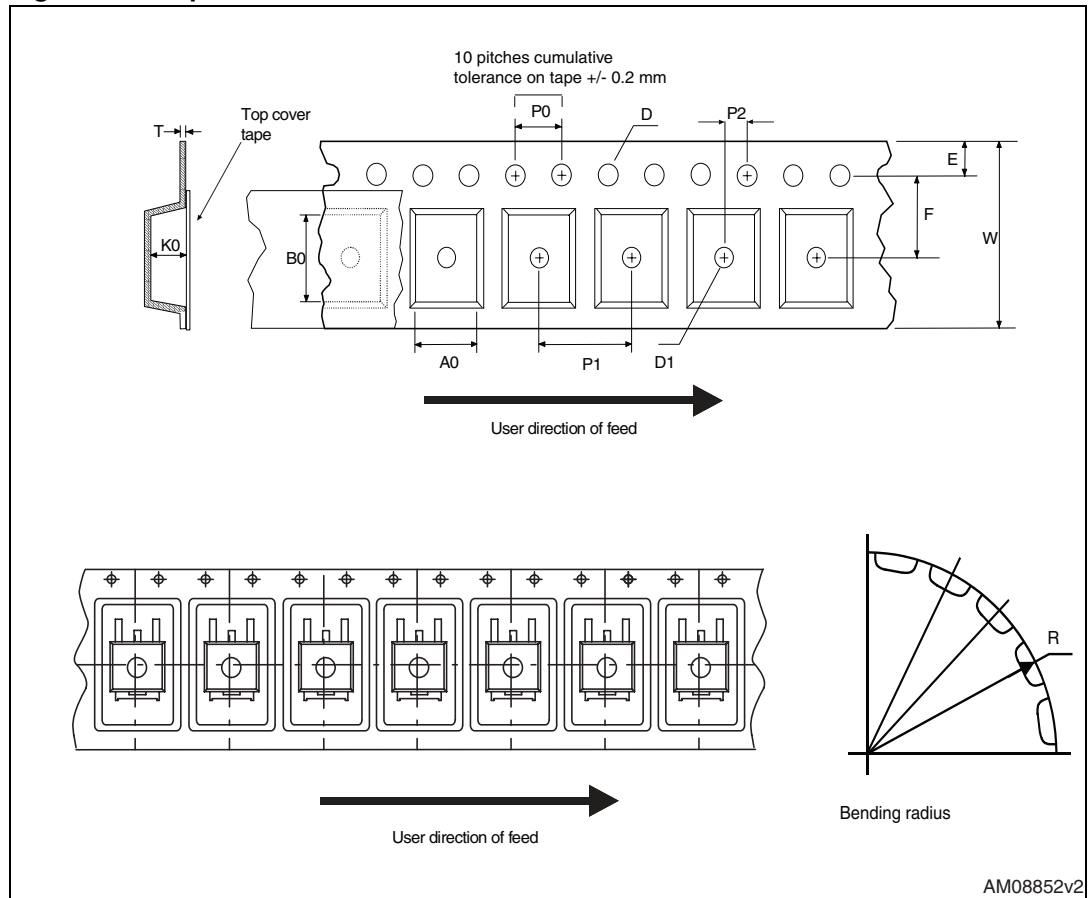 10 pitches cumulative
tolerance on tape +/- 0.2 mm
P0
D
P2
T
Top cover
tape
E
F
W
K0
B0
A0
P1
D1
User direction of feed
R
Bending radius
User direction of feed
AM08852v2